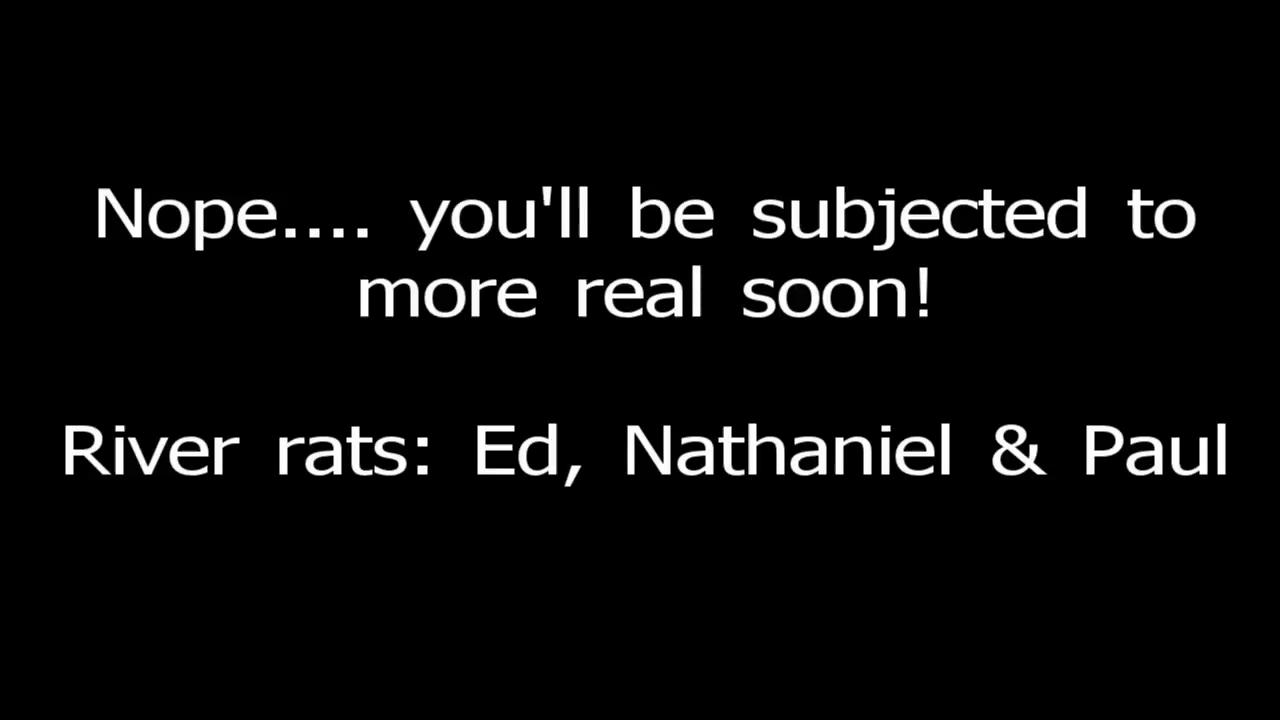 Nope.... you'll be subjected to
more real soon!
River rats: Ed, Nathaniel & Paul